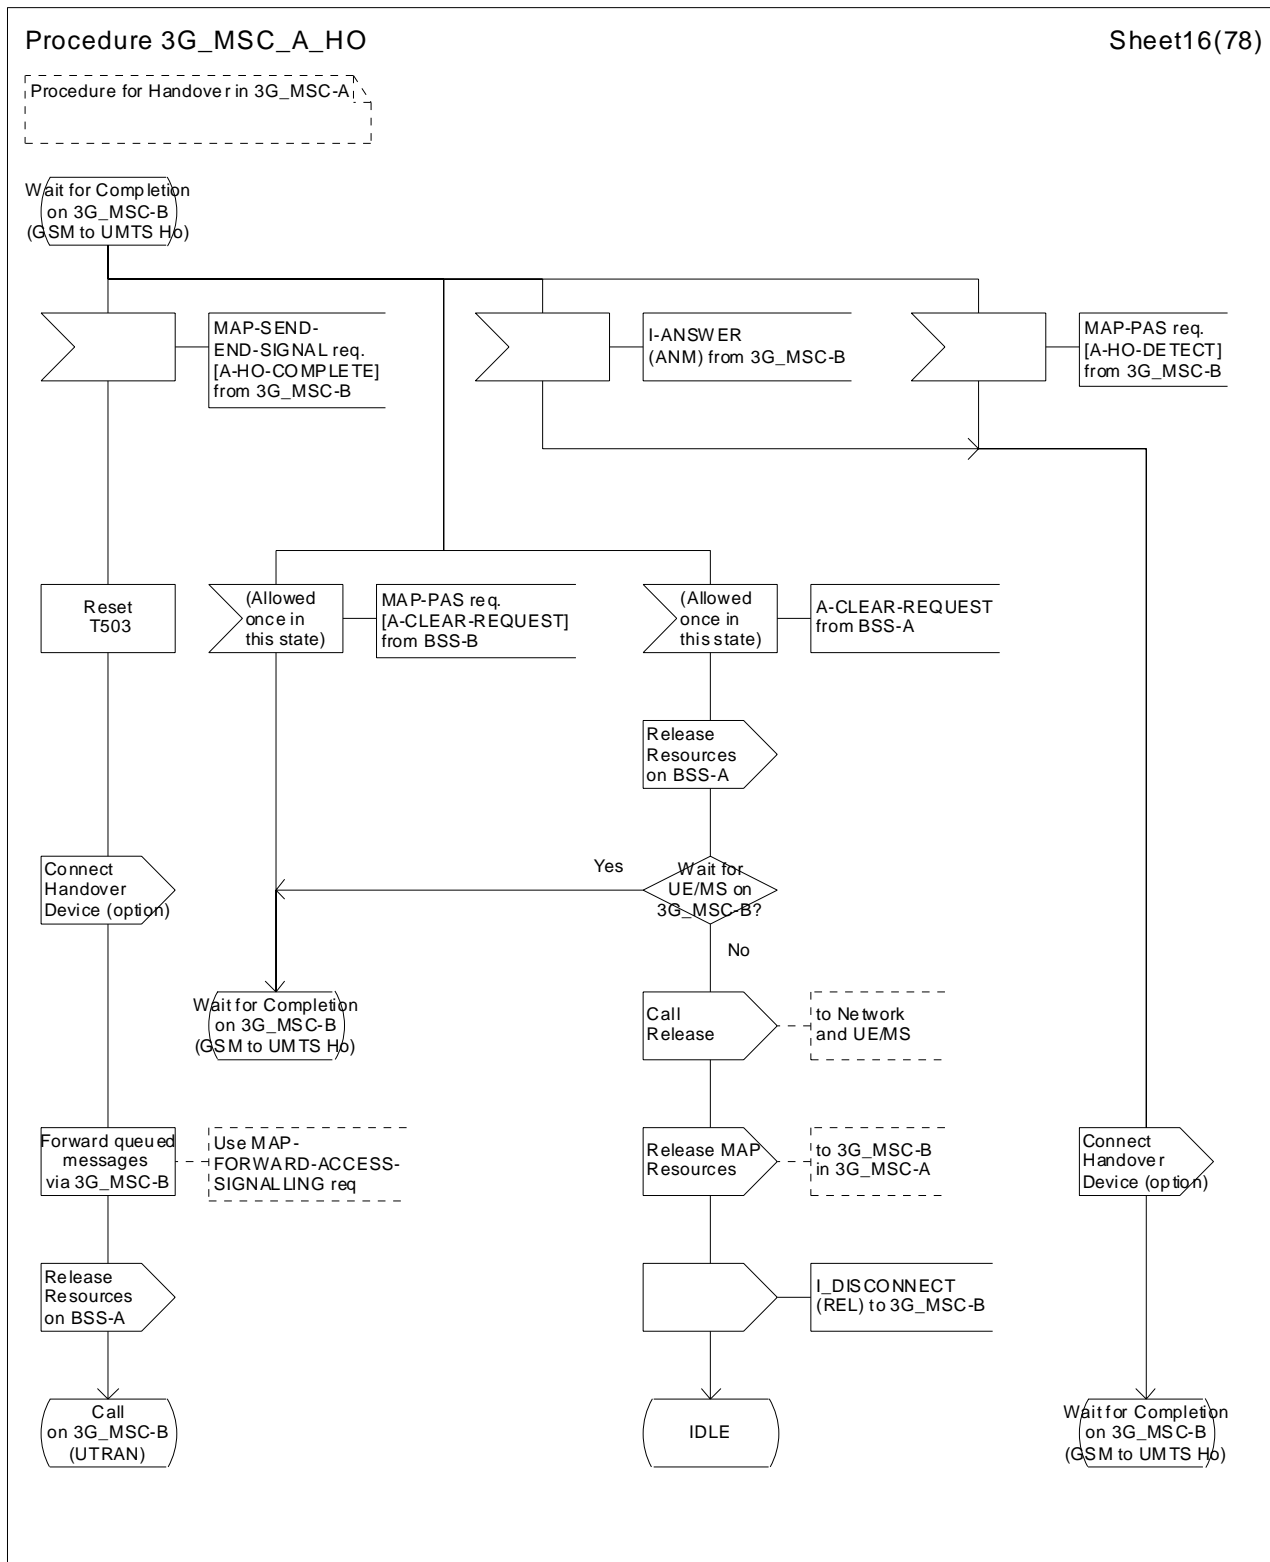 Procedure 3G_MSC_A_HO
Sheet16(78)
Procedure for Handover in 3G_MSC-A
Wait for Completion
on 3G_MSC-B
(GSM to UMTS Ho)
MAP-SEND-
END-SIGNAL req.
[A-HO-COMPLETE]
from 3G_MSC-B
I-ANSWER
(ANM) from 3G_MSC-B
MAP-PAS req.
[A-HO-DETECT]
from 3G_MSC-B
Reset
T503
(Allowed
once in
this state)
MAP-PAS req.
[A-CLEAR-REQUEST]
from BSS-B
(Allowed
once in
this state)
A-CLEAR-REQUEST
from BSS-A
Release
Resources
on BSS-A
Connect
Handover
Device (option)
Yes
Wait for
UE/MS on
3G_MSC-B?
No
Wait for Completion
on 3G_MSC-B
(GSM to UMTS Ho)
Call
Release
to Network
and UE/MS
Forward queued
messages
via 3G_MSC-B
Use MAP-
FORWARD-ACCESS-
SIGNALLING req
Release MAP
Resources
to 3G_MSC-B
in 3G_MSC-A
Connect
Handover
Device (option)
Release
Resources
on BSS-A
I_DISCONNECT
(REL) to 3G_MSC-B
Call
on 3G_MSC-B
(UTRAN)
IDLE
Wait for Completion
on 3G_MSC-B
(GSM to UMTS Ho)